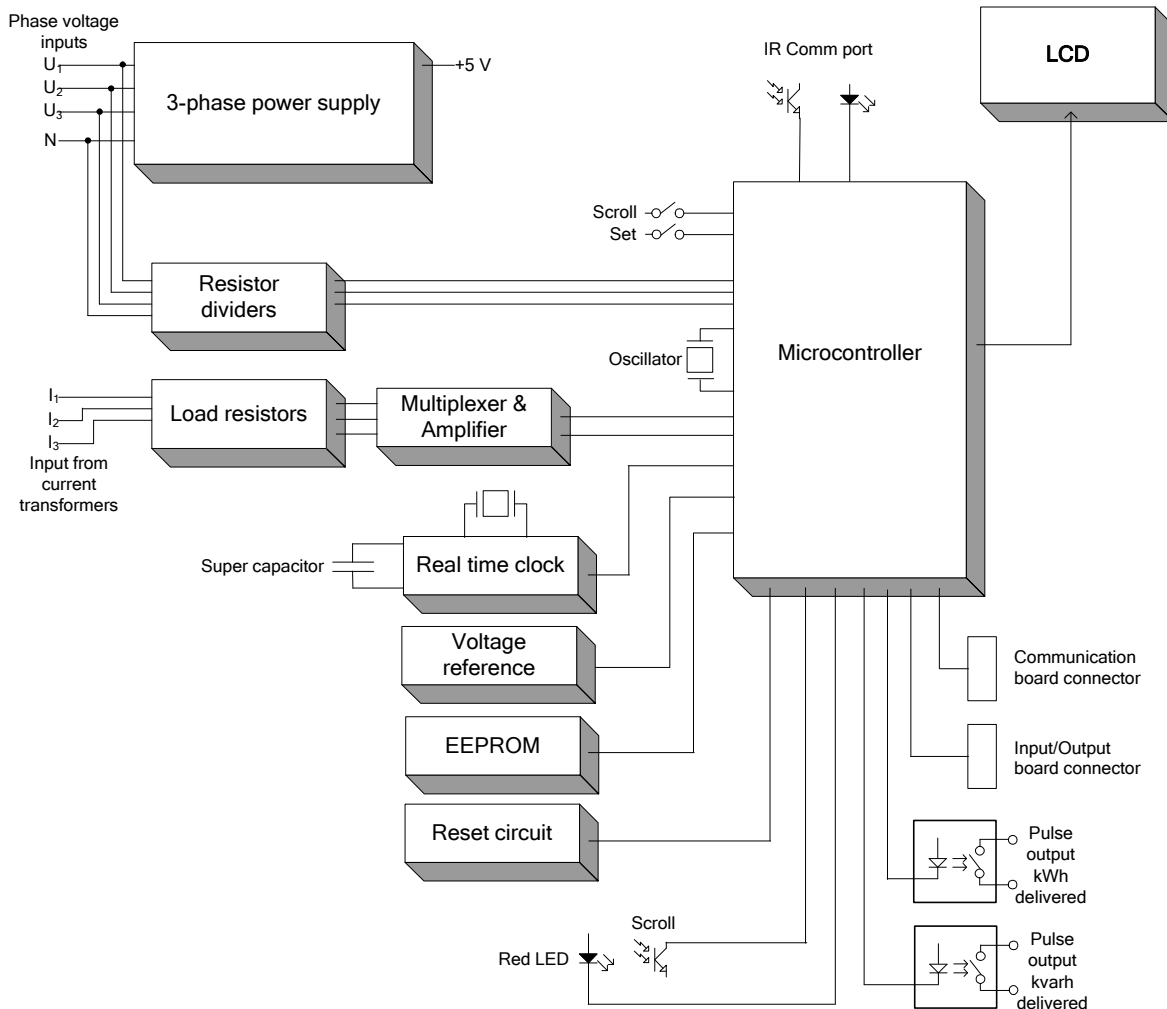 Phase voltage
inputs
U1
U2
U3
N
3-phase power supply
+5 V
IR Comm port
LCD
Scroll
Set
Resistor
dividers
Oscillator
Microcontroller
I1
I2
I3
Input from
current
transformers
Load resistors
Multiplexer &
Amplifier
Super capacitor
Real time clock
Voltage
reference
EEPROM
Reset circuit
Communication
board connector
Input/Output
board connector
Pulse
output
kWh
delivered
Scroll
Red LED
Pulse
output
kvarh
delivered